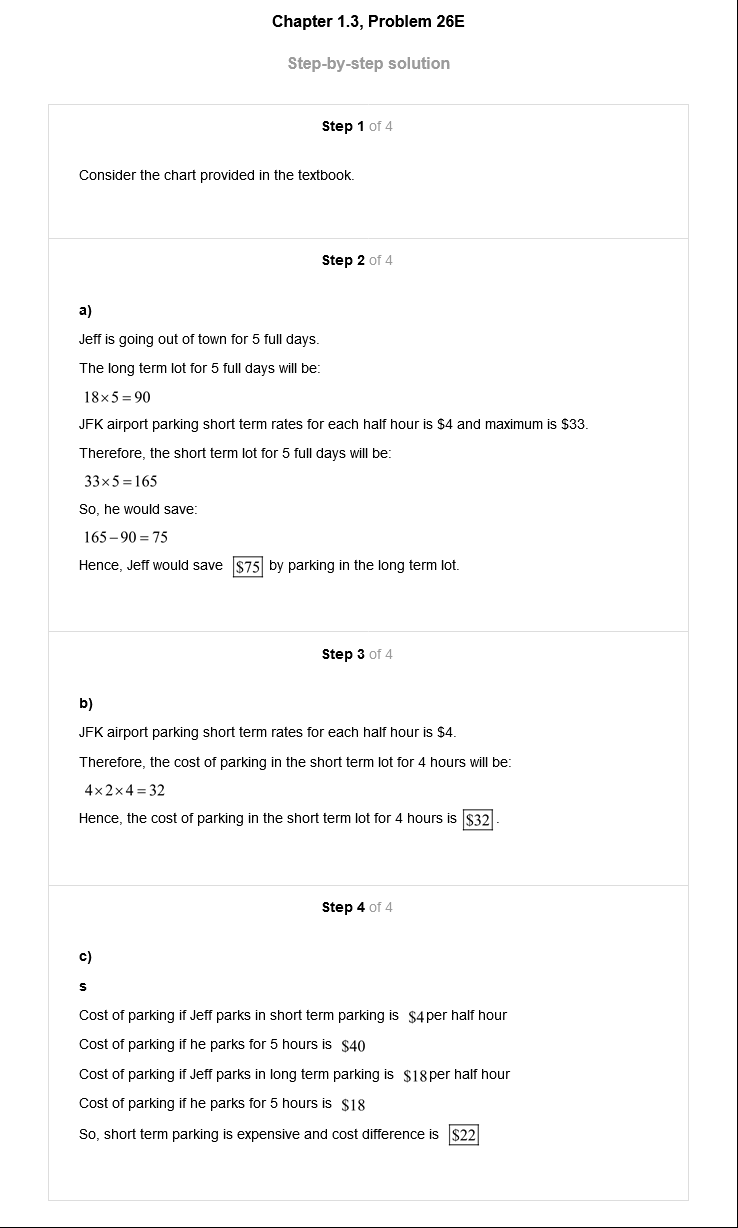 Chapter 1.3, Problem 26E
Step-by-step solution
Step 1 of 4
Consider the chart provided in the textbook.
Step 2 of 4
a)
Jeff is going out of town for 5 full days.
The long term lot for 5 full days will be:
18×5=90
JFK airport parking short term rates for each half hour is $4 and maximum is $33.
Therefore, the short term lot for 5 full days will be:
33×5=165
So, he would save:
165−90=75
Hence, Jeff would save $75 by parking in the long term lot.
Step 3 of 4
b)
JFK airport parking short term rates for each half hour is $4.
Therefore, the cost of parking in the short term lot for 4 hours will be:
4×2×4=32
Hence, the cost of parking in the short term lot for 4 hours is $32.
Step 4 of 4
c)
s
Cost of parking if Jeff parks in short term parking is $4 per half hour
Cost of parking if he parks for 5 hours is $40
Cost of parking if Jeff parks in long term parking is $18 per half hour
Cost of parking if he parks for 5 hours is $18
So, short term parking is expensive and cost difference is $22